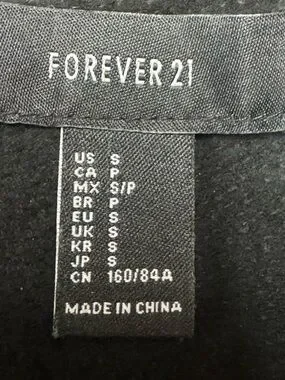 FOREVER 21
US S
CA P
MX S/P
BR P
EU S
UK S
KR S
JP S
CN 160/84A
MADE IN CHINA